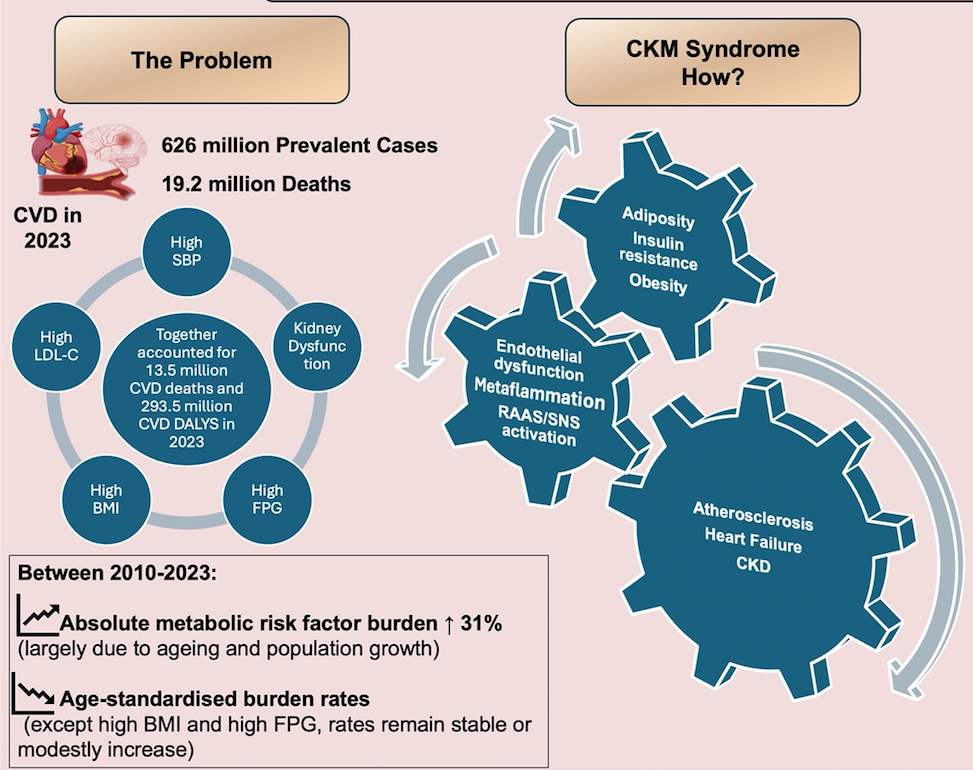 The Problem
626 million Prevalent Cases
19.2 million Deaths
CVD in
2023
High
SBP
High
LDL-C
Kidney
Dysfunc
tion
Together
accounted for
13.5 million
CVD deaths and
293.5 million
CVD DALYS in
2023
High
BMI
High
FPG
Between 2010-2023:
Absolute metabolic risk factor burden ↑ 31%
(largely due to ageing and population growth)
Age-standardised burden rates
(except high BMI and high FPG, rates remain stable or
modestly increase)
CKM Syndrome
How?
Adiposity
Insulin
resistance
Obesity
Endothelial
dysfunction
Metaflammation
RAAS/SNS
activation
Atherosclerosis
Heart Failure
CKD